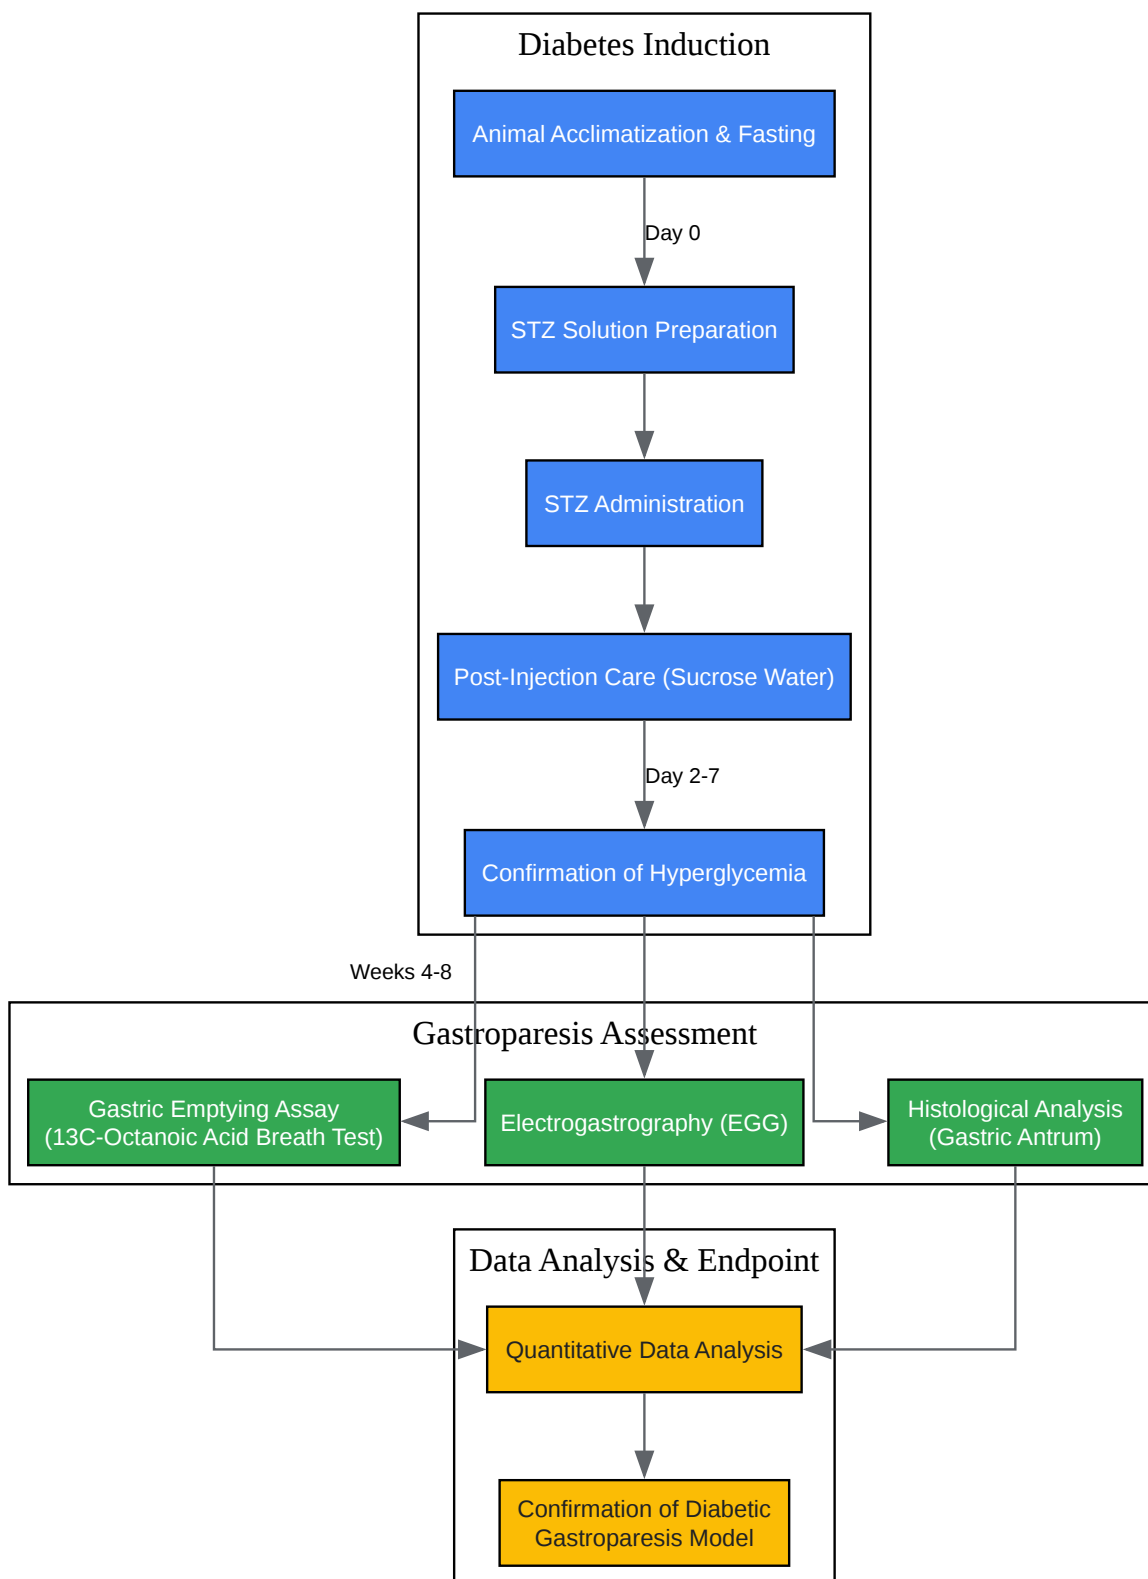 Diabetes Induction
Animal Acclimatization & Fasting
Day 0
STZ Solution Preparation
STZ Administration
Post-Injection Care (Sucrose Water)
Day 2-7
Confirmation of Hyperglycemia
Weeks 4-8
Gastroparesis Assessment
Gastric Emptying Assay
(13C-Octanoic Acid Breath Test)
Electrogastrography (EGG)
Histological Analysis
(Gastric Antrum)
Data Analysis & Endpoint
Quantitative Data Analysis
Confirmation of Diabetic
Gastroparesis Model